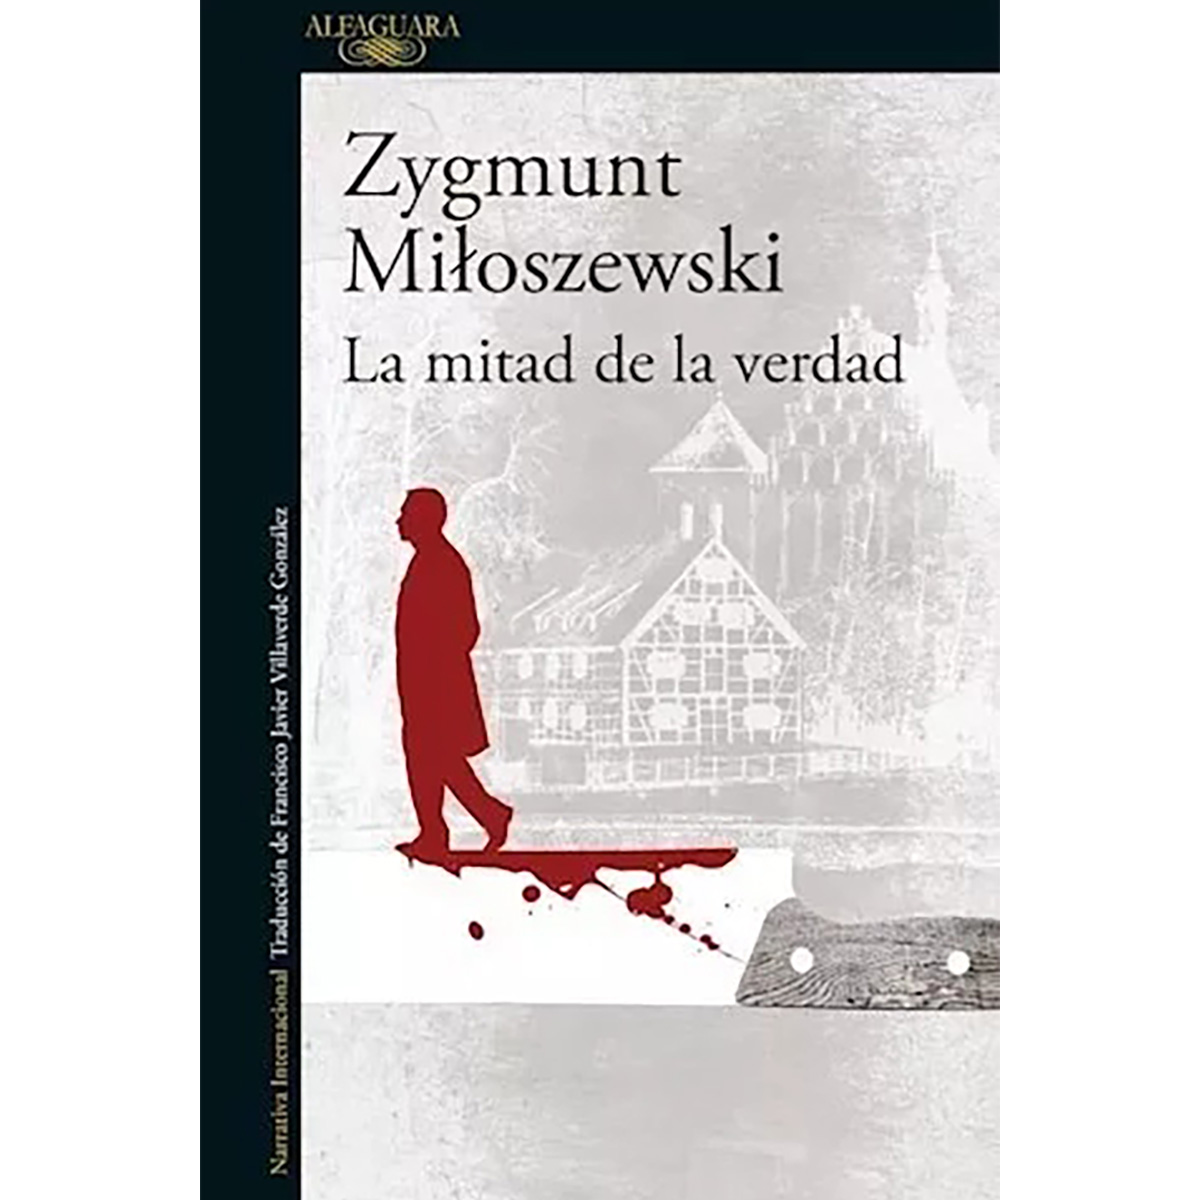 ALFAGUARA
Zygmunt
Miłoszewski
La mitad de la verdad
Narrativa Internacional Traducción de Francisco Javier Villaverde González